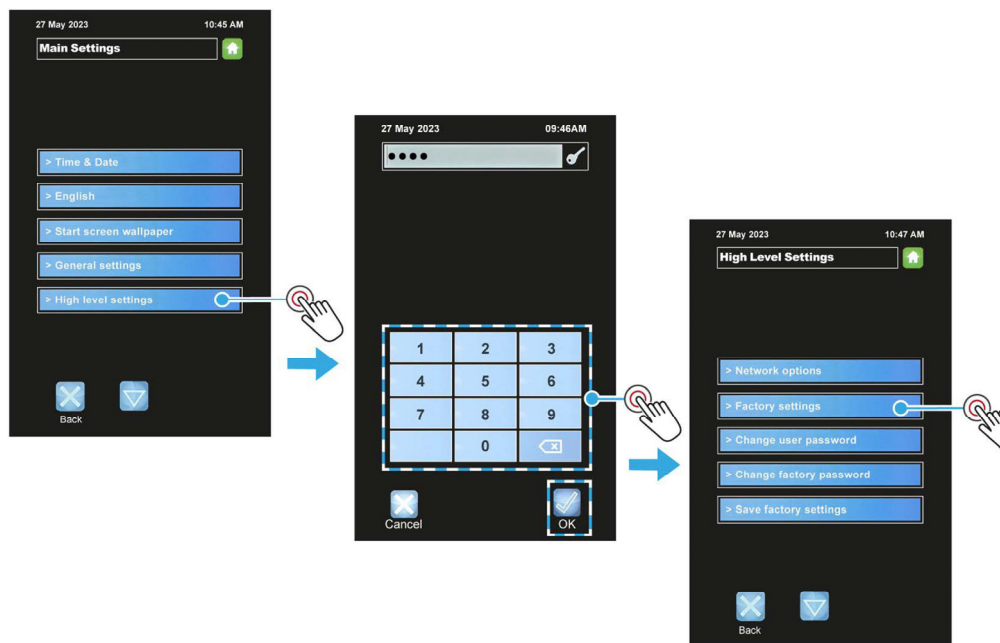 27 May 2023 10:45 AM
Main Settings
> Time & Date
> English
> Start screen wallpaper
> General settings
> High level settings
Back
27 May 2023 09:46AM
1 2 3
4 5 6
7 8 9
0
Cancel OK
27 May 2023 10:47 AM
High Level Settings
> Network options
> Factory settings
> Change user password
> Change factory password
> Save factory settings
Back